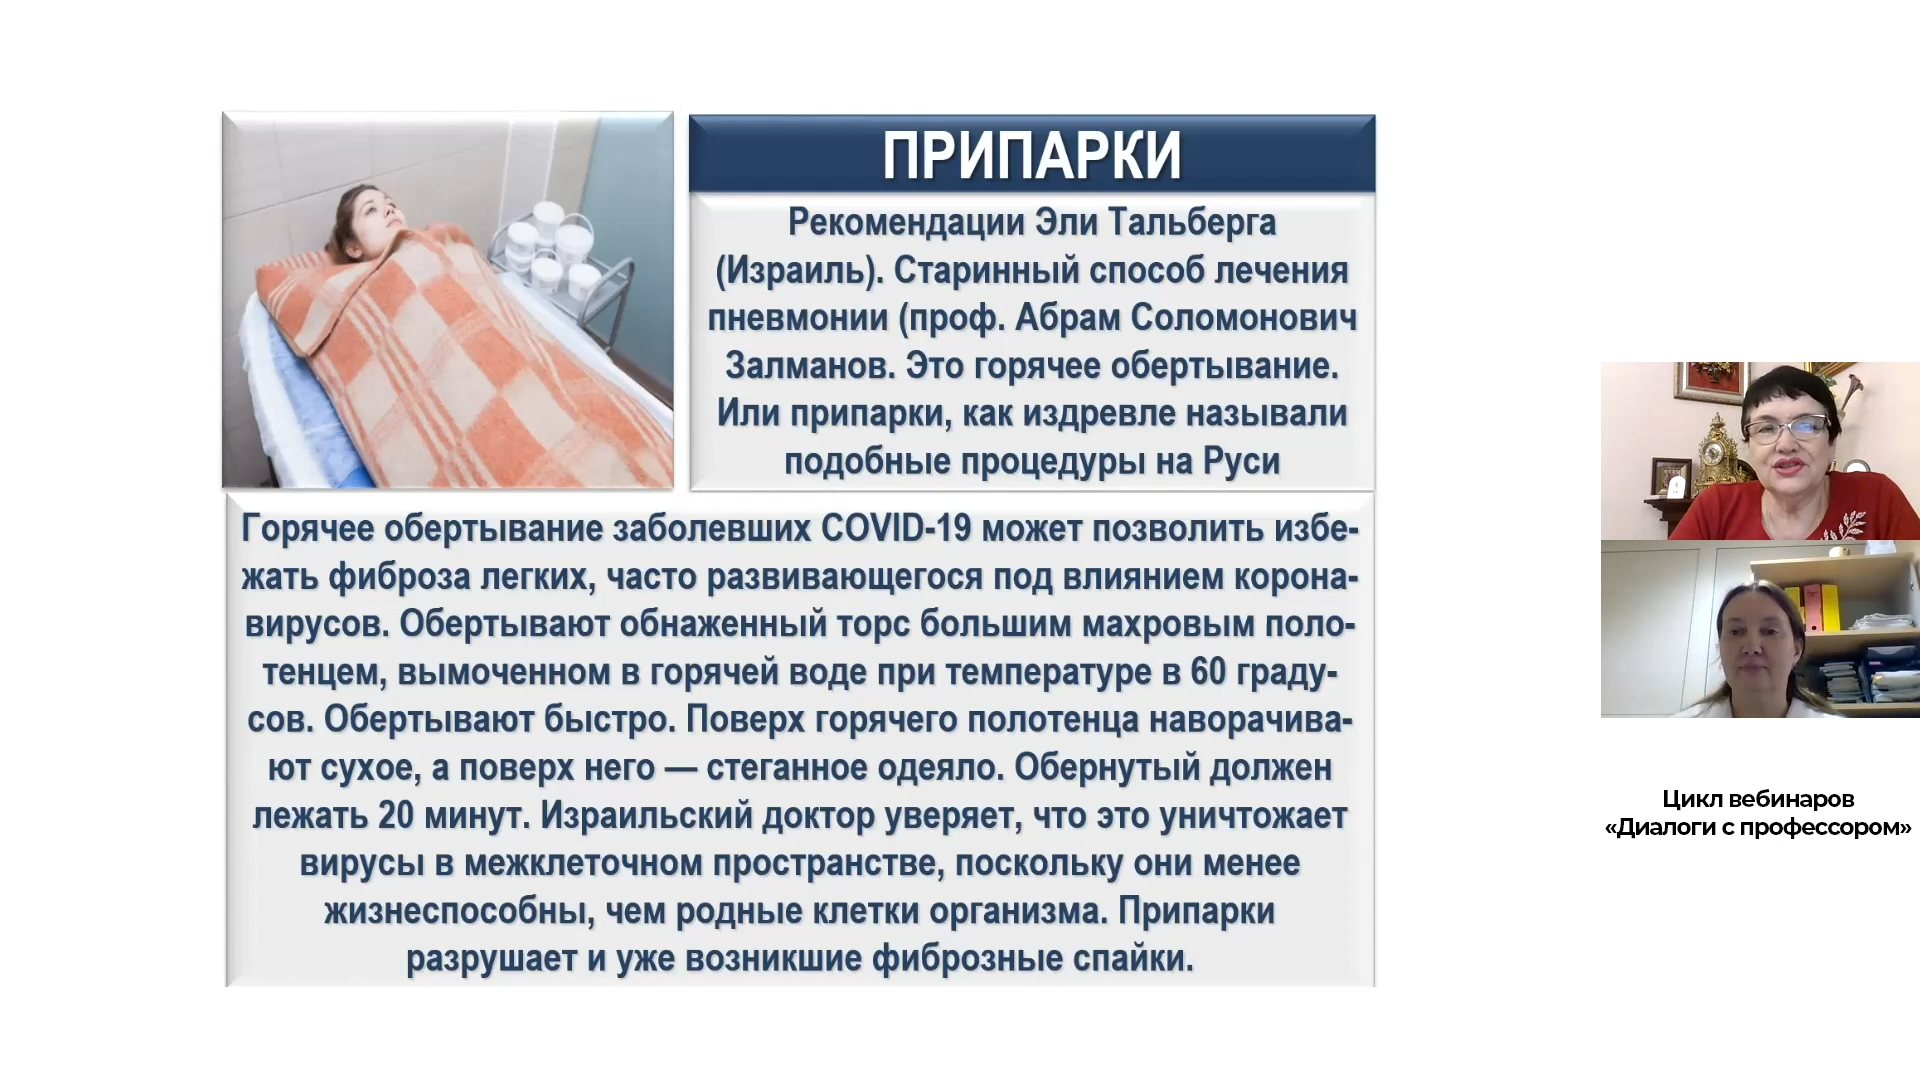 ПРИПАРКИ
Рекомендации Эли Тальберга
(Израиль). Старинный способ лечения
пневмонии (проф. Абрам Соломонович
Залманов. Это горячее обертывание.
Или припарки, как издревле называли
подобные процедуры на Руси
Горячее обертывание заболевших COVID-19 может позволить избе-
жать фиброза легких, часто развивающегося под влиянием корона-
вирусов. Обертывают обнаженный торс большим махровым поло-
тенцем, вымоченном в горячей воде при температуре в 60 граду-
сов. Обертывают быстро. Поверх горячего полотенца наворачива-
ют сухое, а поверх него — стеганное одеяло. Обернутый должен
лежать 20 минут. Израильский доктор уверяет, что это уничтожает
вирусы в межклеточном пространстве, поскольку они менее
жизнеспособны, чем родные клетки организма. Припарки
разрушает и уже возникшие фиброзные спайки.
Цикл вебинаров
«Диалоги с профессором»